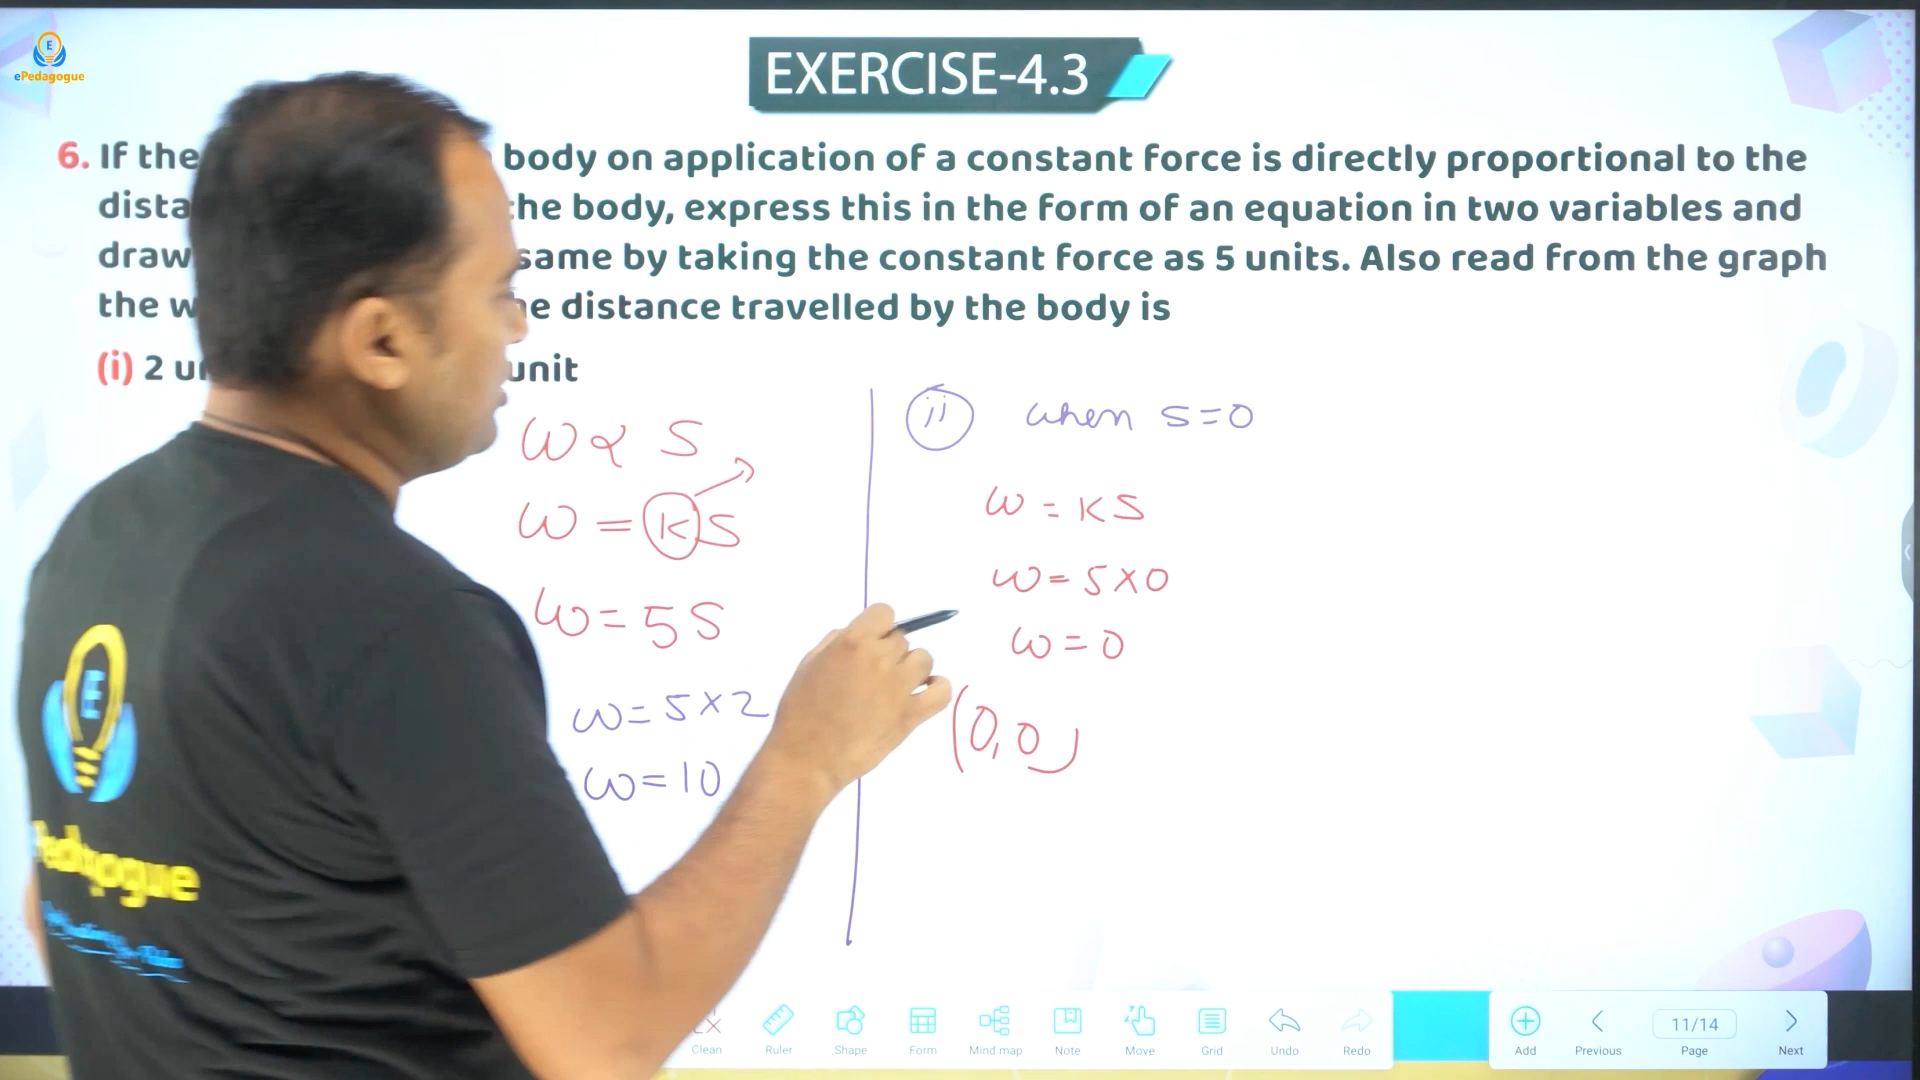 E
ePedagogue
EXERCISE-4.3
6. If the body on application of a constant force is directly proportional to the
the body, express this in the form of an equation in two variables and
draw same by taking the constant force as 5 units. Also read from the graph
the distance travelled by the body is
(i) 2 unit
W ∝ S
W = KS
W = 5S
W = 5×2
W = 10
ii when S=0
W = KS
W = 5×0
W = 0
(0,0)
E
Clean
Ruler
Shape
Form
Mind map
Note
Move
Grid
Undo
Redo
Add
Previous
11/14
Page
Next